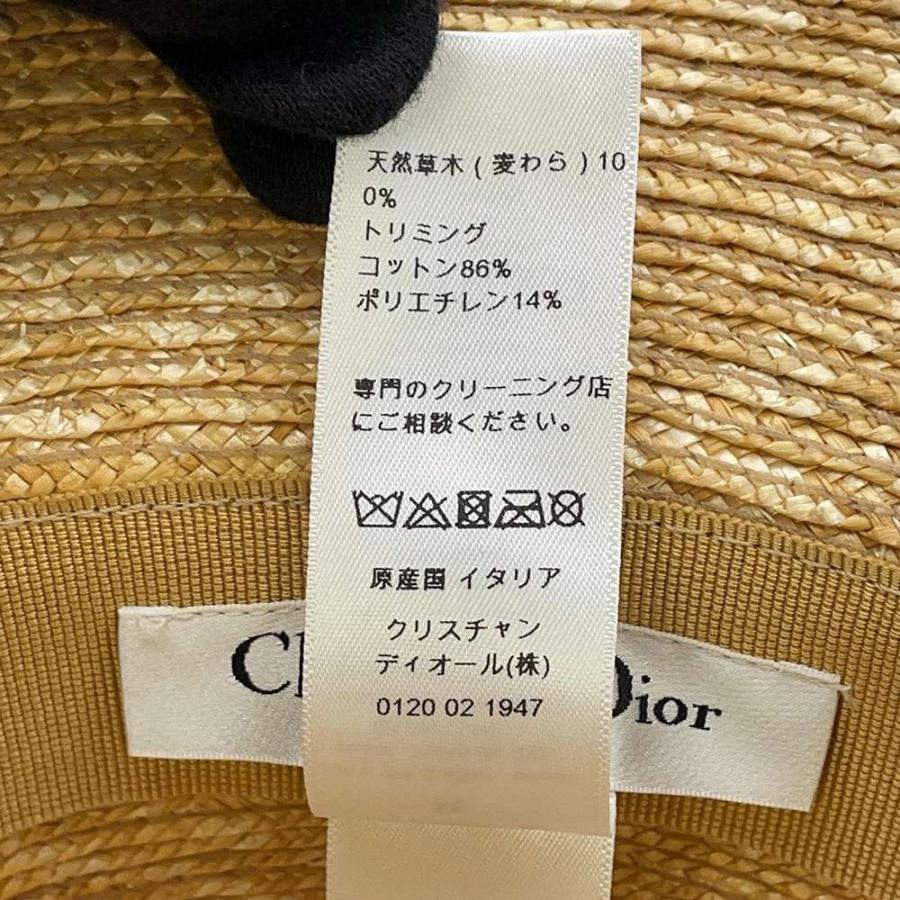 天然草木(麦わら)10
0%
トリミング
コットン86%
ポリエチレン14%
専門のクリーニング店
にご相談ください。
原産国 イタリア
クリスチャン
ディオール(株)
0120 02 1947
Dior